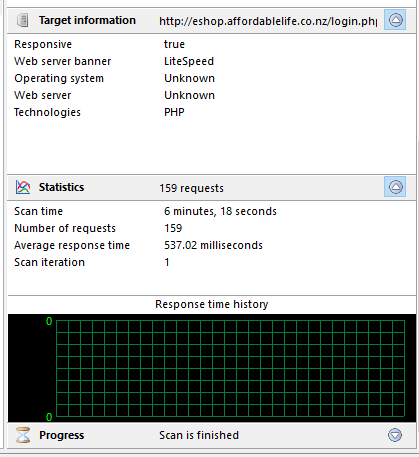 Target information http://eshop.affordablelife.co.nz/login.php
Responsive true
Web server banner LiteSpeed
Operating system Unknown
Web server Unknown
Technologies PHP
Statistics 159 requests
Scan time 6 minutes, 18 seconds
Number of requests 159
Average response time 537.02 milliseconds
Scan iteration 1
Response time history
0
0
Progress Scan is finished